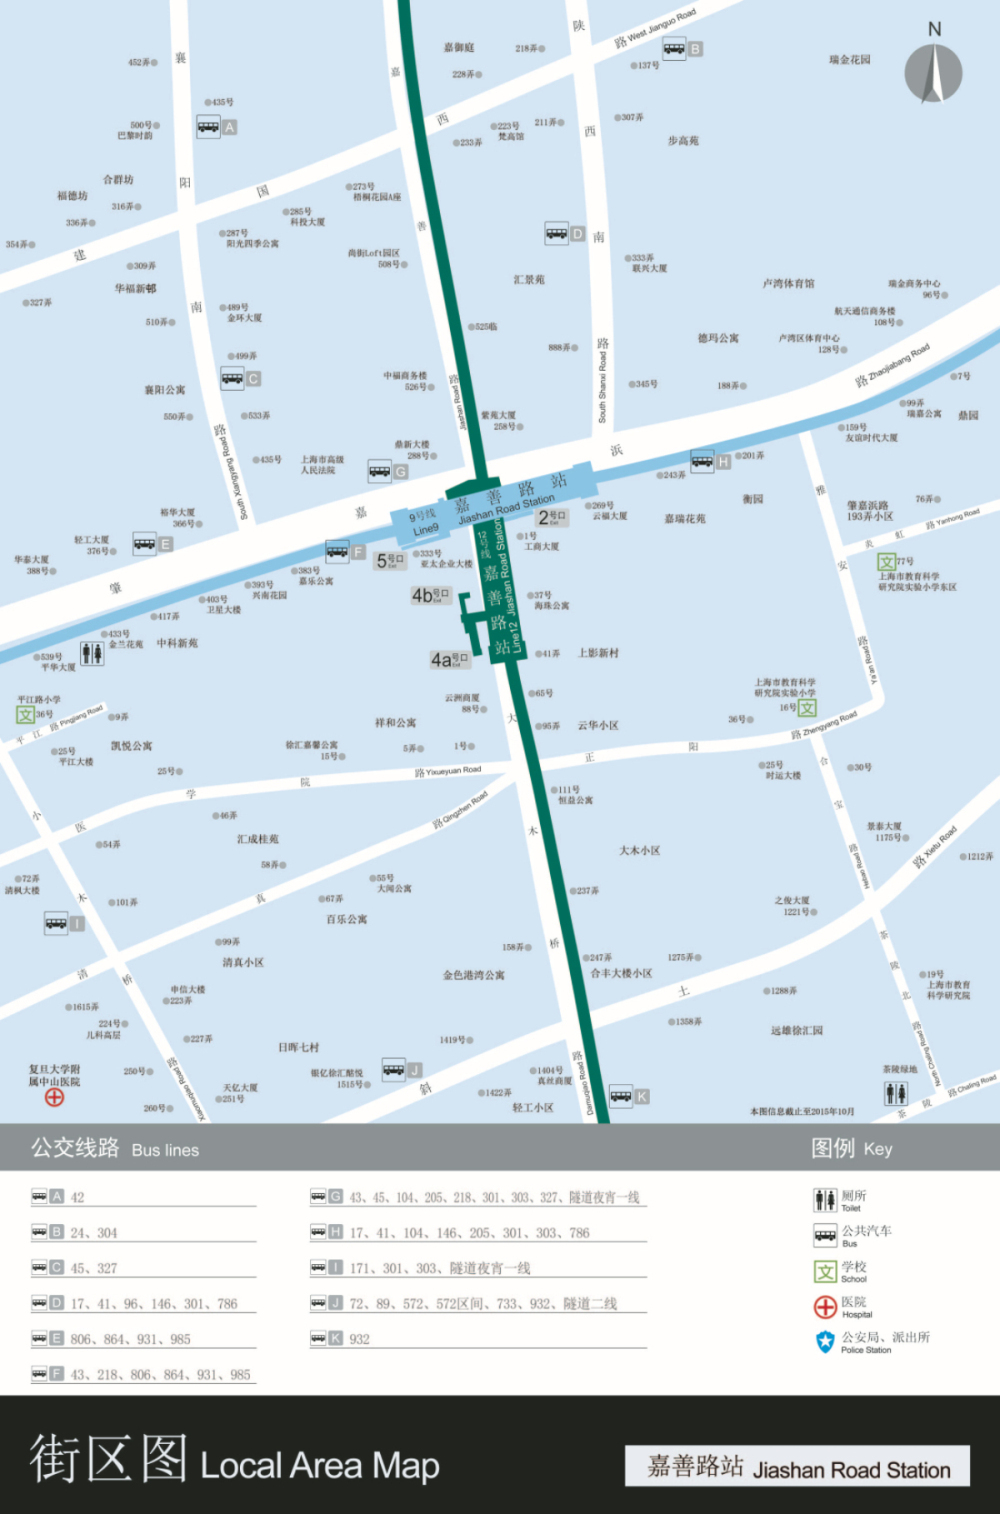 襄
452弄
435号
A
500号
巴黎时韵
合群坊
福德坊
316弄
336弄
354弄
阳
国
建
309弄
华福新邨
327弄
510弄
南
287号
阳光四季公寓
285号
科投大厦
273号
梧桐花园A座
尚街Loft园区
508号
489号
金环大厦
499弄
C
襄阳公寓
550弄
533弄
435号
路
South Xiangyang Road
嘉
善
路
Jiashan Road
嘉御庭
218弄
228弄
西
233弄
223号
梵高馆
211弄
陕
路 West Jianguo Road
B
137号
307弄
步高苑
瑞金花园
N
西
南
D
333号
联兴大厦
汇景苑
525临
888弄
路
South Shanxi Road
345号
188弄
德玛公寓
卢湾体育馆
瑞金商务中心
96号
航天通信商务楼
108号
卢湾区体育中心
128号
路 Zhaojiabang Road
7号
99弄
瑞嘉公寓
鼎园
159号
友谊时代大厦
中福商务楼
526号
紫苑大厦
258号
鼎新大楼
288号
G
上海市高级
人民法院
浜
H
201弄
243弄
衡园
嘉瑞花苑
269号
云福大厦
肇嘉浜路
193弄小区
76弄
雅
安
路
Ya'an Road
炎 虹 路 Yanhong Road
文 77号
上海市教育科学
研究院实验小学东区
裕华大厦
366号
嘉
轻工大厦
376号
E
华泰大厦
388号
肇
F
383号
嘉乐公寓
393号
兴南花园
403号
卫星大楼
417弄
433号
金兰花苑
中科新苑
539号
平华大厦
9号线
Line9
嘉善路站
Jiashan Road Station
2号口
Exit
5号口
Exit
333号
亚太企业大楼
1号
工商大厦
12号线
Line12
嘉善路站
Jiashan Road Station
4b号口
Exit
4a号口
Exit
37号
海珠公寓
41弄
上影新村
65号
95弄
云华小区
云洲商厦
88号
祥和公寓
5弄
1号
徐汇嘉馨公寓
15号
平江路小学
文 36号
平 江 路 Pingjiang Road
9弄
25号
平江大楼
凯悦公寓
25号
上海市教育科学
研究院实验小学
16号 文
36号
路 Zhengyang Road
正
阳
25号
时运大楼
30号
合
宝
路
Hebao Road
大
木
桥
路
Damuqiao Road
医
学
院
路 Yixueyuan Road
路 Qingzhen Road
真
清
小
木
桥
路
Xiaomuqiao Road
46弄
54弄
汇成桂苑
58弄
55号
大闻公寓
67弄
百乐公寓
72弄
清枫大楼
101弄
I
99弄
清真小区
111号
恒益公寓
大木小区
237弄
158弄
247弄
合丰大楼小区
1275弄
金色港湾公寓
景泰大厦
1175号
路 Xietu Road
1212弄
之俊大厦
1221号
申信大楼
223弄
1615弄
224号
儿科高层
227弄
日晖七村
1419号
复旦大学附
属中山医院
250号
260号
天亿大厦
251号
银亿徐汇酩悦
1515号
J
斜
土
1422弄
轻工小区
1404号
真丝商厦
K
1288弄
1358弄
远雄徐汇园
茶
陵
北
路
North Chaling Road
19号
上海市教育
科学研究院
茶陵绿地
茶 陵 路 Chaling Road
本图信息截止至2015年10月
公交线路 Bus lines
图例 Key
A 42
B 24、304
C 45、327
D 17、41、96、146、301、786
E 806、864、931、985
F 43、218、806、864、931、985
G 43、45、104、205、218、301、303、327、隧道夜宵一线
H 17、41、104、146、205、301、303、786
I 171、301、303、隧道夜宵一线
J 72、89、572、572区间、733、932、隧道二线
K 932
厕所
Toilet
公共汽车
Bus
文 学校
School
医院
Hospital
公安局、派出所
Police Station
街区图 Local Area Map
嘉善路站 Jiashan Road Station